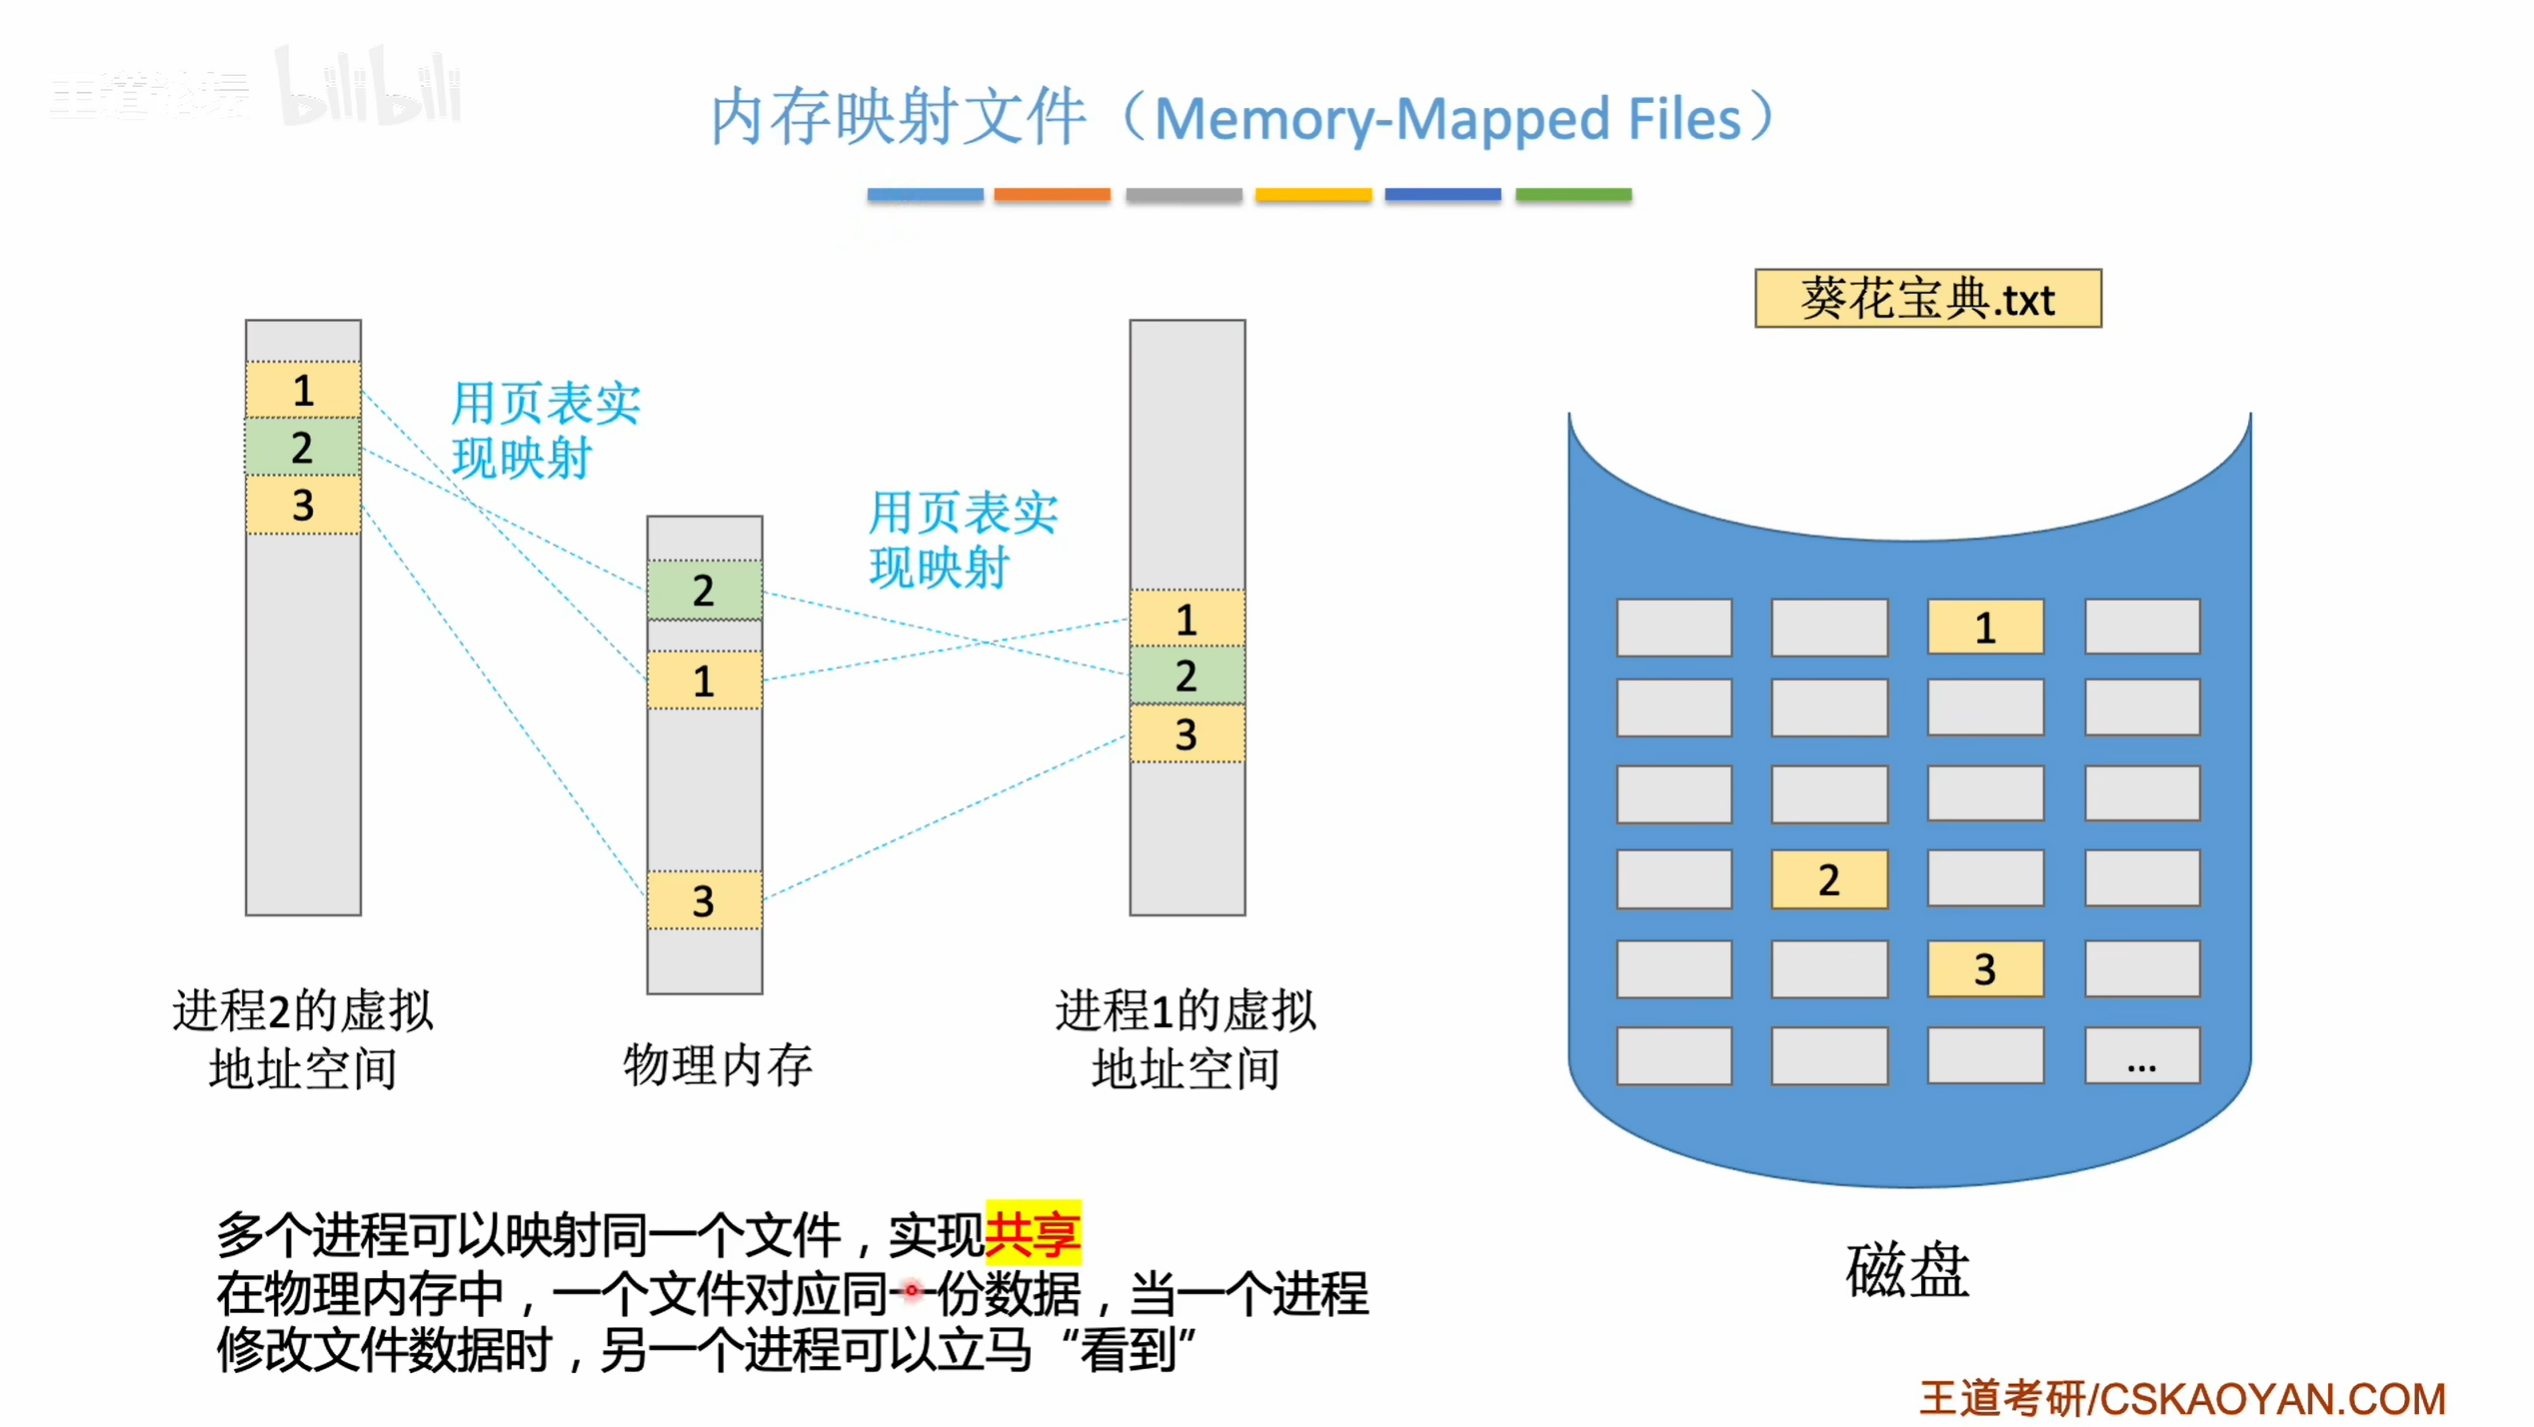 王道论坛 bilibili
内存映射文件（Memory-Mapped Files）
葵花宝典.txt
1
2
3
用页表实
现映射
进程2的虚拟
地址空间
2
1
3
物理内存
用页表实
现映射
1
2
3
进程1的虚拟
地址空间
1
2
3
...
磁盘
多个进程可以映射同一个文件，实现共享
在物理内存中，一个文件对应同一份数据，当一个进程
修改文件数据时，另一个进程可以立马“看到”
王道考研/CSKAOYAN.COM